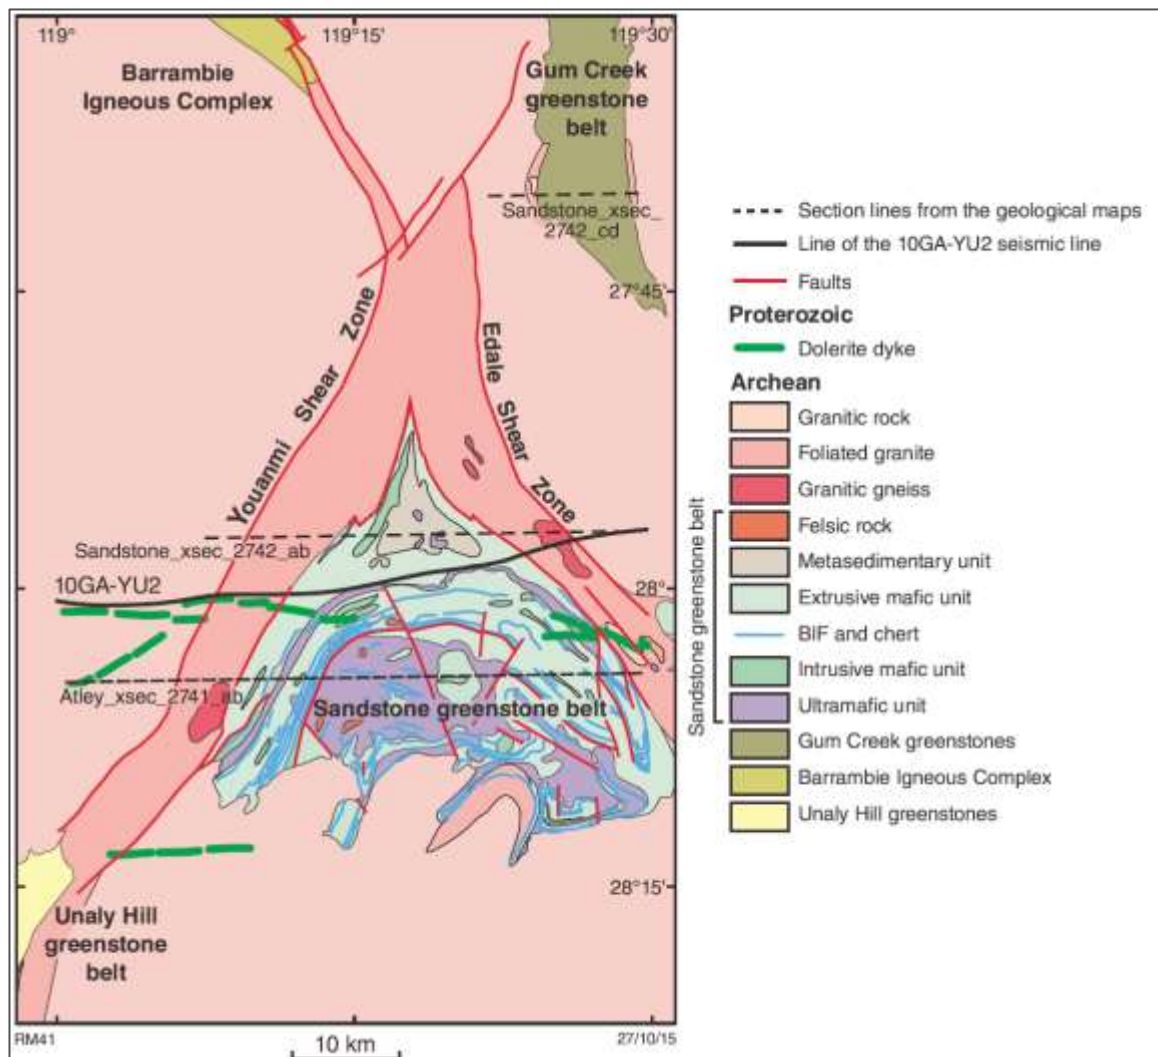 119°
119°15'
119°30'
Barrambie
Igneous Complex
Gum Creek
greenstone
belt
Sandstone_xsec_
2742_cd
27°45'
Youanmi Shear Zone
Edale Shear Zone
Sandstone_xsec_2742_ab
10GA-YU2
28°
Atley_xsec_2741_ab
Sandstone greenstone belt
28°15'
Unaly Hill
greenstone
belt
RM41
10 km
27/10/15
Section lines from the geological maps
Line of the 10GA-YU2 seismic line
Faults
Proterozoic
Dolerite dyke
Archean
Granitic rock
Foliated granite
Granitic gneiss
Sandstone greenstone belt
Felsic rock
Metasedimentary unit
Extrusive mafic unit
BIF and chert
Intrusive mafic unit
Ultramafic unit
Gum Creek greenstones
Barrambie Igneous Complex
Unaly Hill greenstones